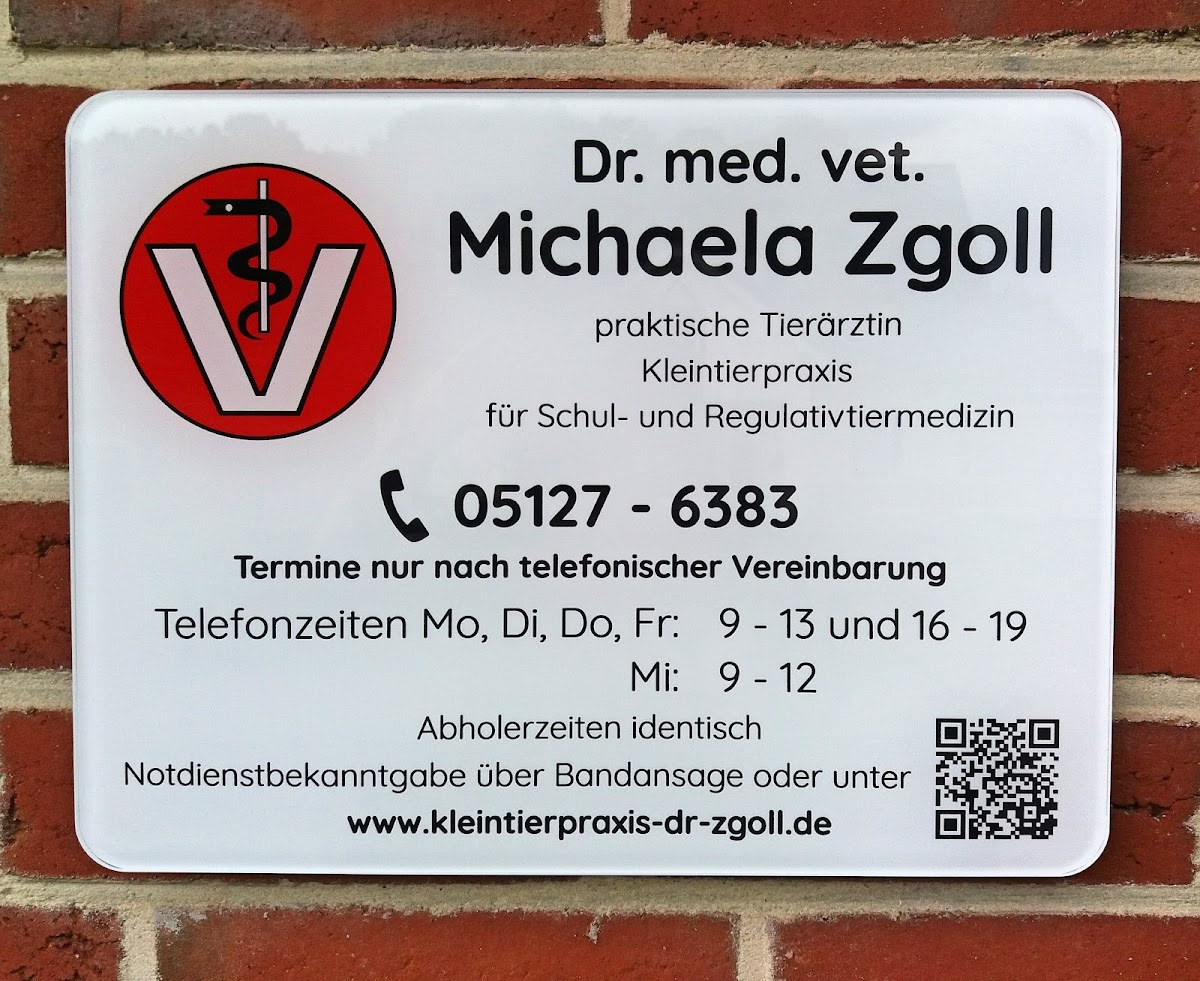 Dr. med. vet.
Michaela Zgoll
praktische Tierärztin
Kleintierpraxis
für Schul- und Regulativtiermedizin
05127 - 6383
Termine nur nach telefonischer Vereinbarung
Telefonzeiten Mo, Di, Do, Fr: 9 - 13 und 16 - 19
Mi: 9 - 12
Abholerzeiten identisch
Notdienstbekanntgabe über Bandansage oder unter
www.kleintierpraxis-dr-zgoll.de
V